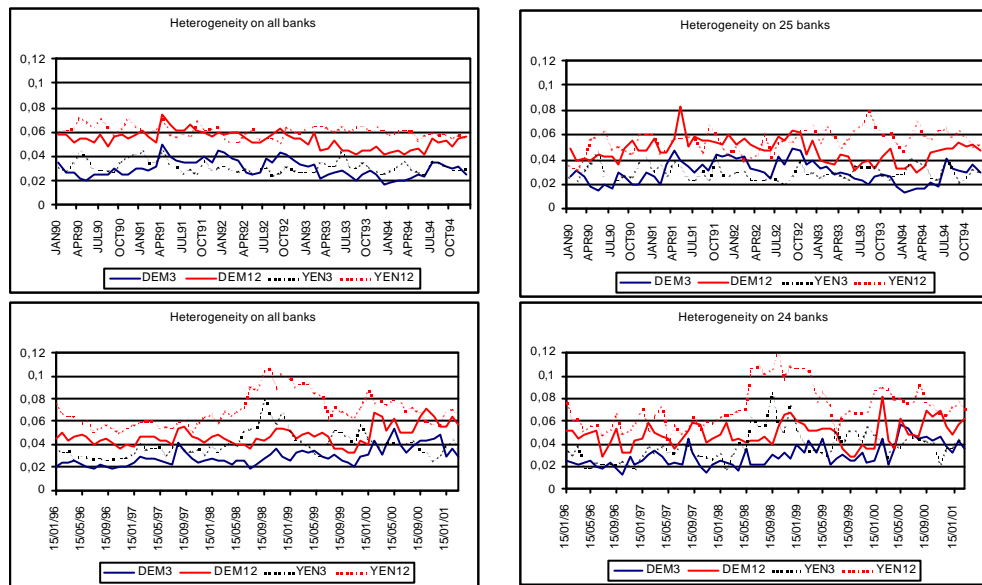 Heterogeneity on all banks
0,12
0,1
0,08
0,06
0,04
0,02
0
JAN90
APR90
JUL90
OCT90
JAN91
APR91
JUL91
OCT91
JAN92
APR92
JUL92
OCT92
JAN93
APR93
JUL93
OCT93
JAN94
APR94
JUL94
OCT94
DEM3 DEM12 YEN3 YEN12
Heterogeneity on 25 banks
0,12
0,1
0,08
0,06
0,04
0,02
0
JAN90
APR90
JUL90
OCT90
JAN91
APR91
JUL91
OCT91
JAN92
APR92
JUL92
OCT92
JAN93
APR93
JUL93
OCT93
JAN94
APR94
JUL94
OCT94
DEM3 DEM12 YEN3 YEN12
Heterogeneity on all banks
0,12
0,1
0,08
0,06
0,04
0,02
0
15/01/96
15/05/96
15/09/96
15/01/97
15/05/97
15/09/97
15/01/98
15/05/98
15/09/98
15/01/99
15/05/99
15/09/99
15/01/00
15/05/00
15/09/00
15/01/01
DEM3 DEM12 YEN3 YEN12
Heterogeneity on 24 banks
0,12
0,1
0,08
0,06
0,04
0,02
0
15/01/96
15/05/96
15/09/96
15/01/97
15/05/97
15/09/97
15/01/98
15/05/98
15/09/98
15/01/99
15/05/99
15/09/99
15/01/00
15/05/00
15/09/00
15/01/01
DEM3 DEM12 YEN3 YEN12